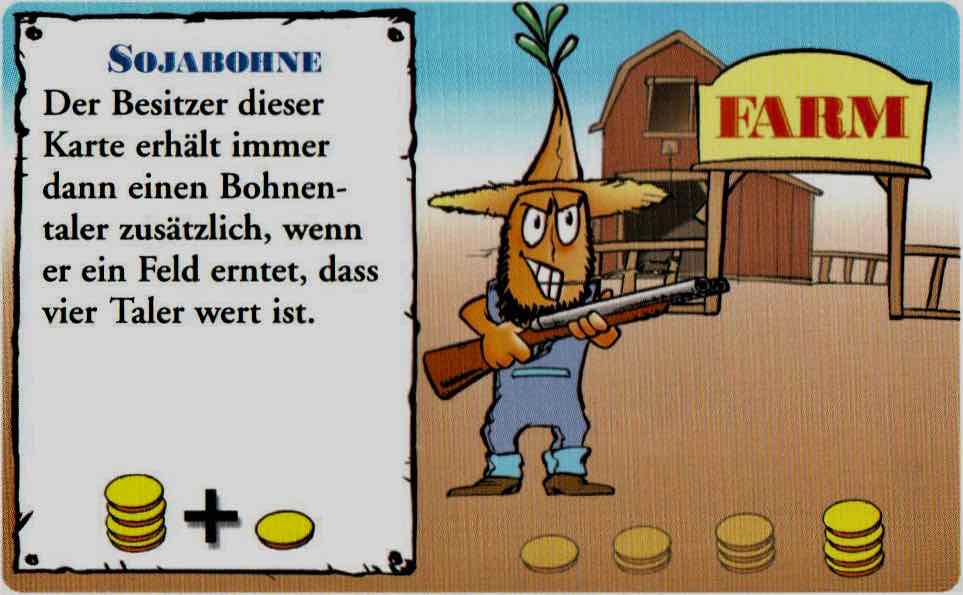 SOJABOHNE
Der Besitzer dieser
Karte erhält immer
dann einen Bohnen-
taler zusätzlich, wenn
er ein Feld erntet, dass
vier Taler wert ist.
+
FARM